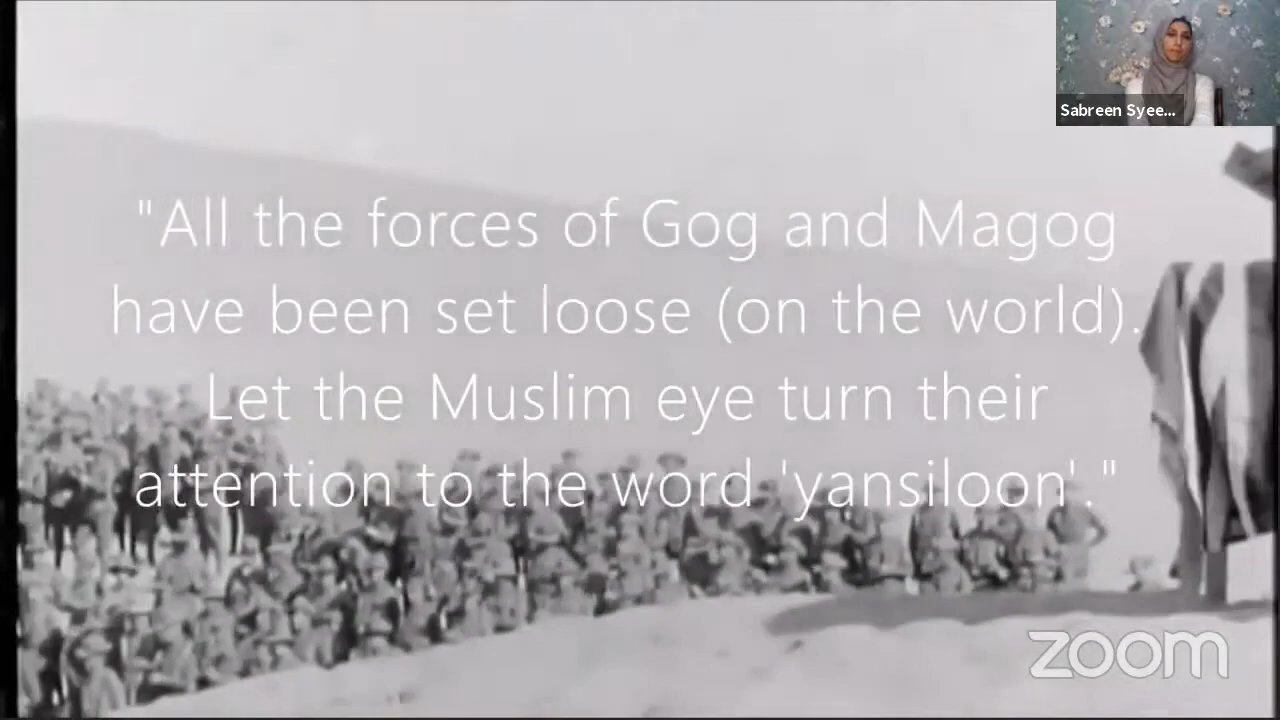 Sabreen Syee...
"All the forces of Gog and Magog
have been set loose (on the world).
Let the Muslim eye turn their
attention to the word 'yansiloon'."
zoom